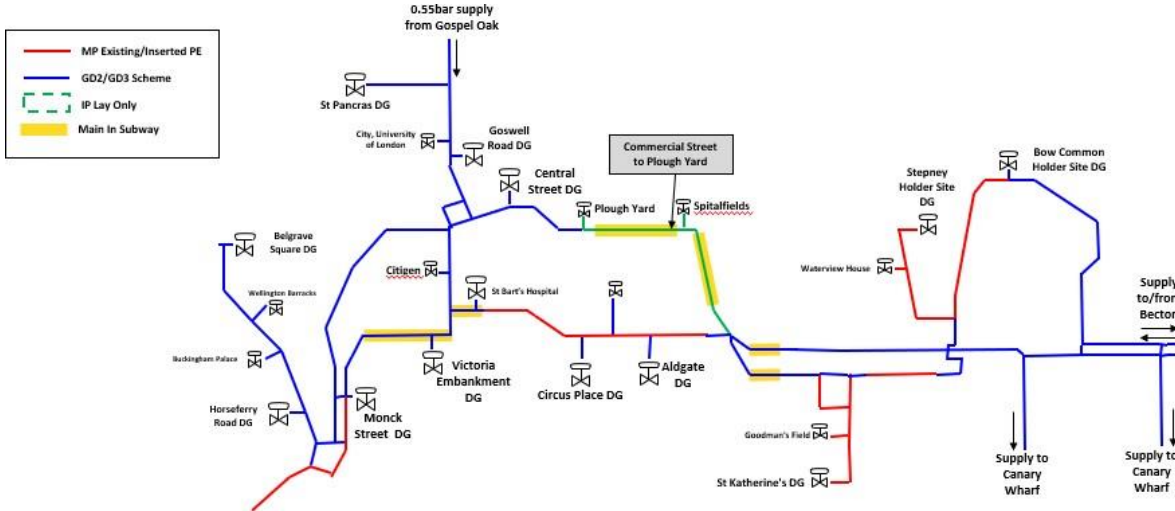 0.55bar supply
from Gospel Oak
MP Existing/Inserted PE
GD2/GD3 Scheme
IP Lay Only
Main In Subway
St Pancras DG
City, University
of London
Goswell
Road DG
Central
Street DG
Commercial Street
to Plough Yard
Plough Yard
Spitalfields
Stepney
Holder Site
DG
Bow Common
Holder Site DG
Belgrave
Square DG
Citigen
Waterview House
Wellington Barracks
St Bart's Hospital
Supply
to/from
Becton
Buckingham Palace
Victoria
Embankment
DG
Circus Place DG
Aldgate
DG
Horseferry
Road DG
Monck
Street DG
Goodman's Field
St Katherine's DG
Supply to
Canary
Wharf
Supply to
Canary
Wharf